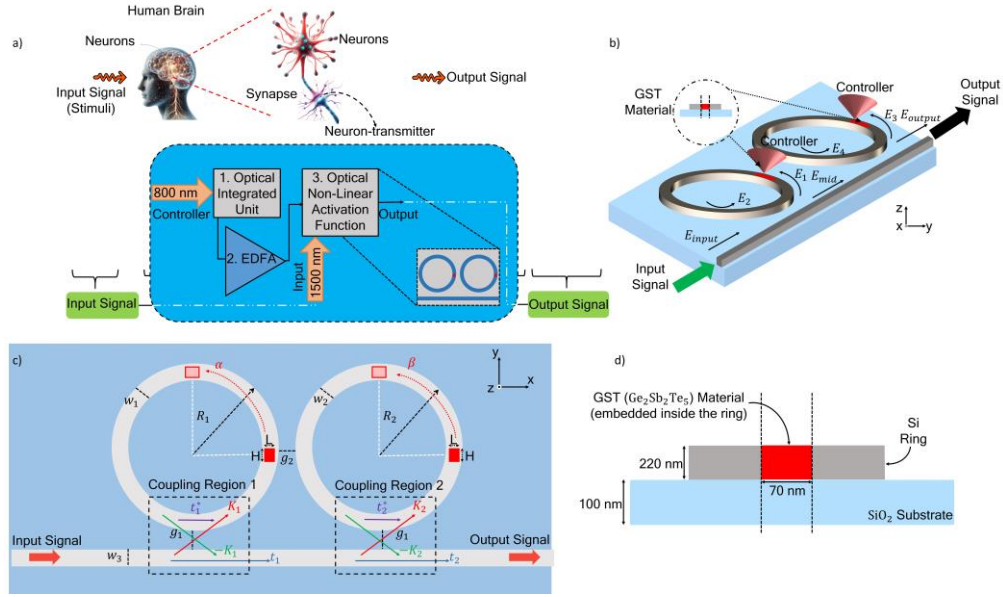 a)
Human Brain
Neurons
Input Signal
(Stimuli)
Neurons
Synapse
Output Signal
Neuron-transmitter
800 nm
Controller
1. Optical
Integrated
Unit
2. EDFA
3. Optical
Non-Linear
Activation
Function
Output
Input
1500 nm
Input Signal
Output Signal
b)
GST
Material
Controller
Controller
Output
Signal
E₃ E_output
E₄
E₁ E_mid
E₂
E_input
Input
Signal
z
x
y
c)
α
w₁
R₁
L
H
g₂
Coupling Region 1
t₁*
K₁
g₁
-K₁
t₁
β
w₂
R₂
L
H
Coupling Region 2
t₂*
K₂
g₁
-K₂
t₂
y
z
x
Input Signal
w₃
Output Signal
d)
GST (Ge₂Sb₂Te₅) Material
(embedded inside the ring)
Si
Ring
220 nm
70 nm
100 nm
SiO₂ Substrate